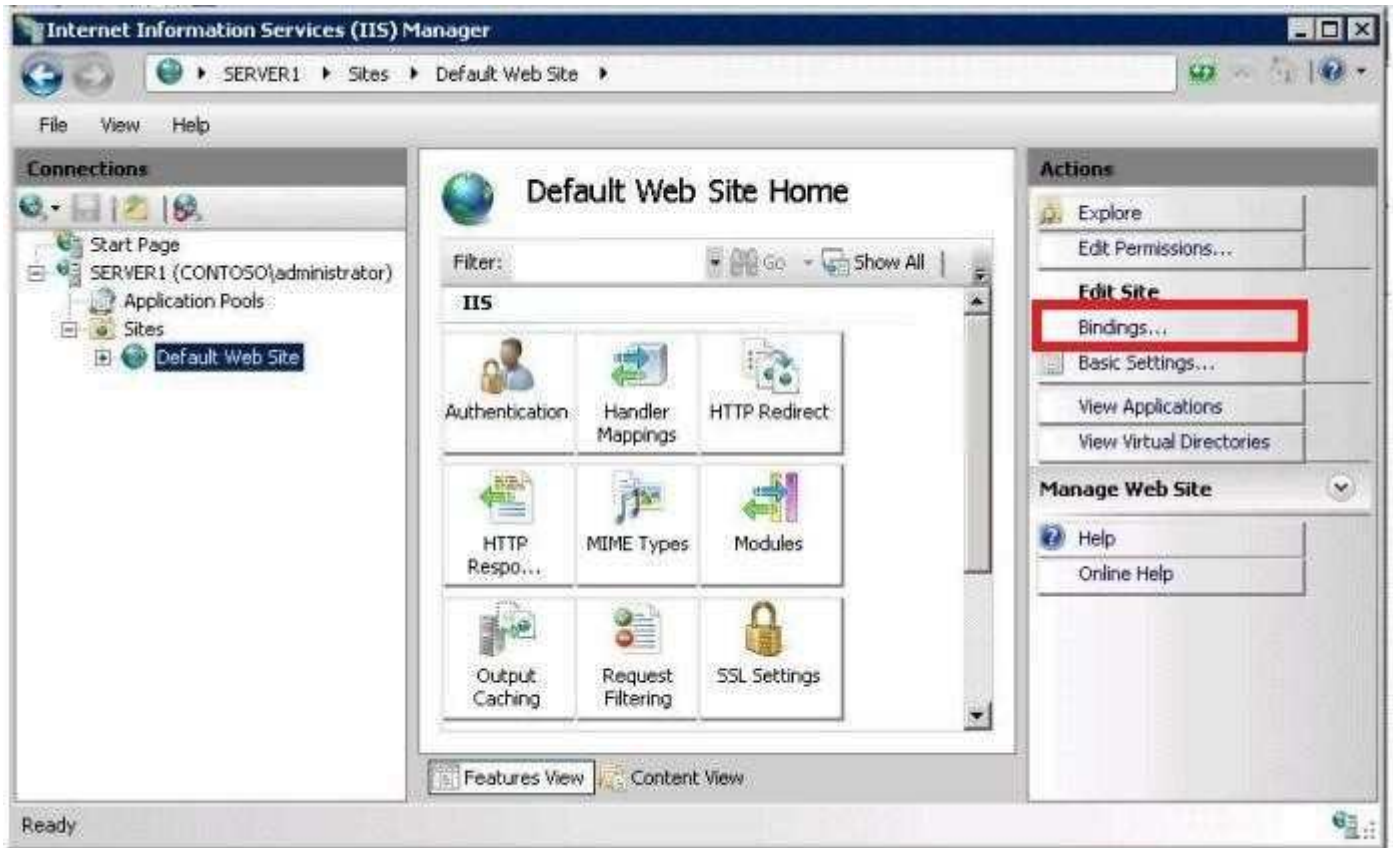 Internet Information Services (IIS) Manager
SERVER1 Sites Default Web Site
File View Help
Connections
Start Page
SERVER1 (CONTOSO\administrator)
Application Pools
Sites
Default Web Site
Default Web Site Home
Filter: Go Show All
IIS
Authentication
Handler
Mappings
HTTP Redirect
HTTP
Respo...
MIME Types
Modules
Output
Caching
Request
Filtering
SSL Settings
Features View
Content View
Actions
Explore
Edit Permissions...
Edit Site
Bindings...
Basic Settings...
View Applications
View Virtual Directories
Manage Web Site
Help
Online Help
Ready